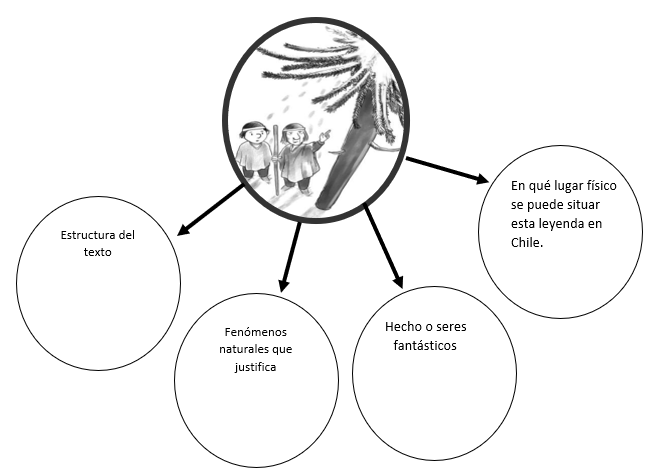 Estructura del
texto
Fenómenos
naturales que
justifica
Hecho o seres
fantásticos
En qué lugar físico
se puede situar
esta leyenda en
Chile.